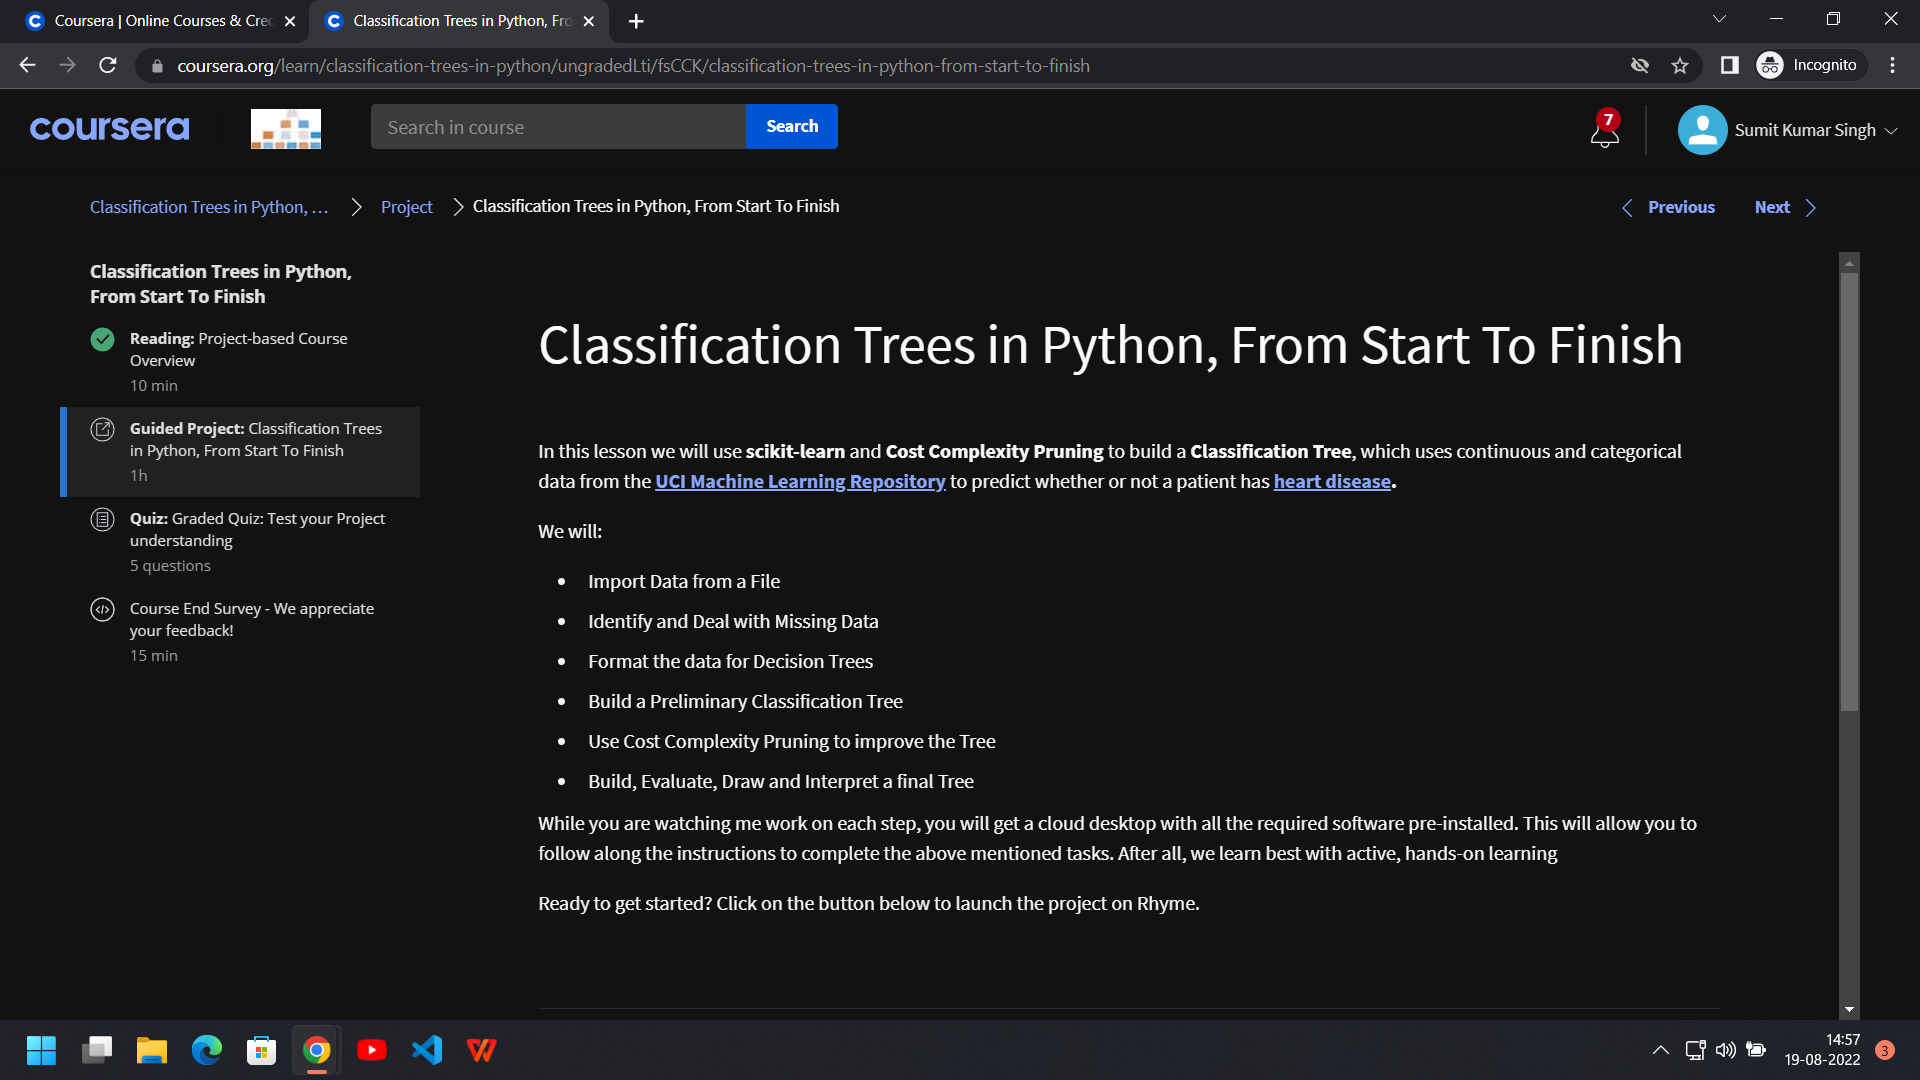 Coursera | Online Courses & Cre
Classification Trees in Python, Fro
coursera.org/learn/classification-trees-in-python/ungradedLti/fsCCK/classification-trees-in-python-from-start-to-finish
Incognito
coursera
Search in course
Search
7
Sumit Kumar Singh
Classification Trees in Python, ...
Project
Classification Trees in Python, From Start To Finish
Previous
Next
Classification Trees in Python,
From Start To Finish
Reading: Project-based Course
Overview
10 min
Guided Project: Classification Trees
in Python, From Start To Finish
1h
Quiz: Graded Quiz: Test your Project
understanding
5 questions
Course End Survey - We appreciate
your feedback!
15 min
Classification Trees in Python, From Start To Finish
In this lesson we will use scikit-learn and Cost Complexity Pruning to build a Classification Tree, which uses continuous and categorical
data from the UCI Machine Learning Repository to predict whether or not a patient has heart disease.
We will:
• Import Data from a File
• Identify and Deal with Missing Data
• Format the data for Decision Trees
• Build a Preliminary Classification Tree
• Use Cost Complexity Pruning to improve the Tree
• Build, Evaluate, Draw and Interpret a final Tree
While you are watching me work on each step, you will get a cloud desktop with all the required software pre-installed. This will allow you to
follow along the instructions to complete the above mentioned tasks. After all, we learn best with active, hands-on learning
Ready to get started? Click on the button below to launch the project on Rhyme.
14:57
19-08-2022
3